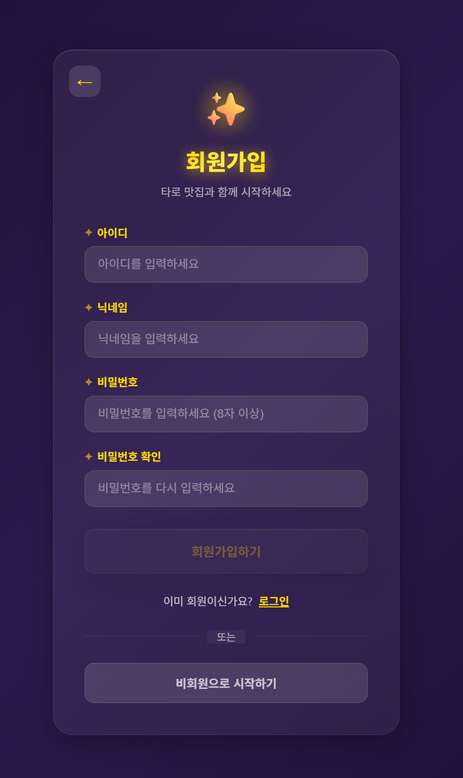 ←
회원가입
타로 맛집과 함께 시작하세요
✦ 아이디
아이디를 입력하세요
✦ 닉네임
닉네임을 입력하세요
✦ 비밀번호
비밀번호를 입력하세요 (8자 이상)
✦ 비밀번호 확인
비밀번호를 다시 입력하세요
회원가입하기
이미 회원이신가요? 로그인
또는
비회원으로 시작하기